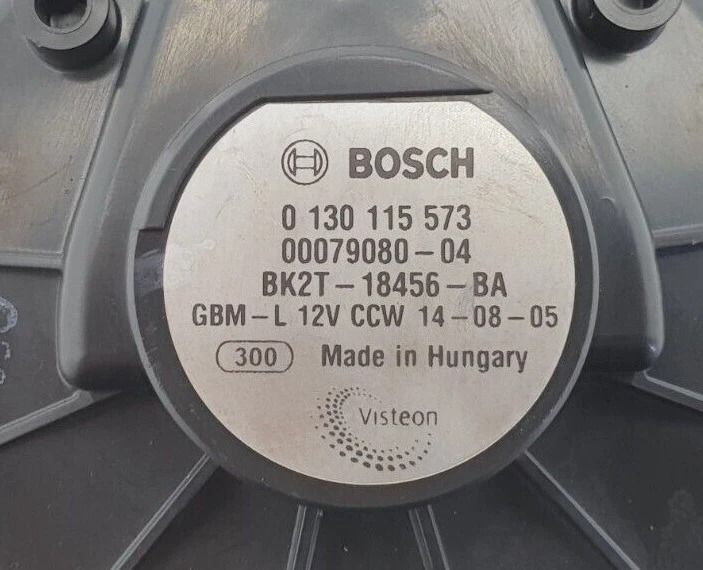 BOSCH
0 130 115 573
00079080-04
BK2T-18456-BA
GBM-L 12V CCW 14-08-05
300 Made in Hungary
Visteon